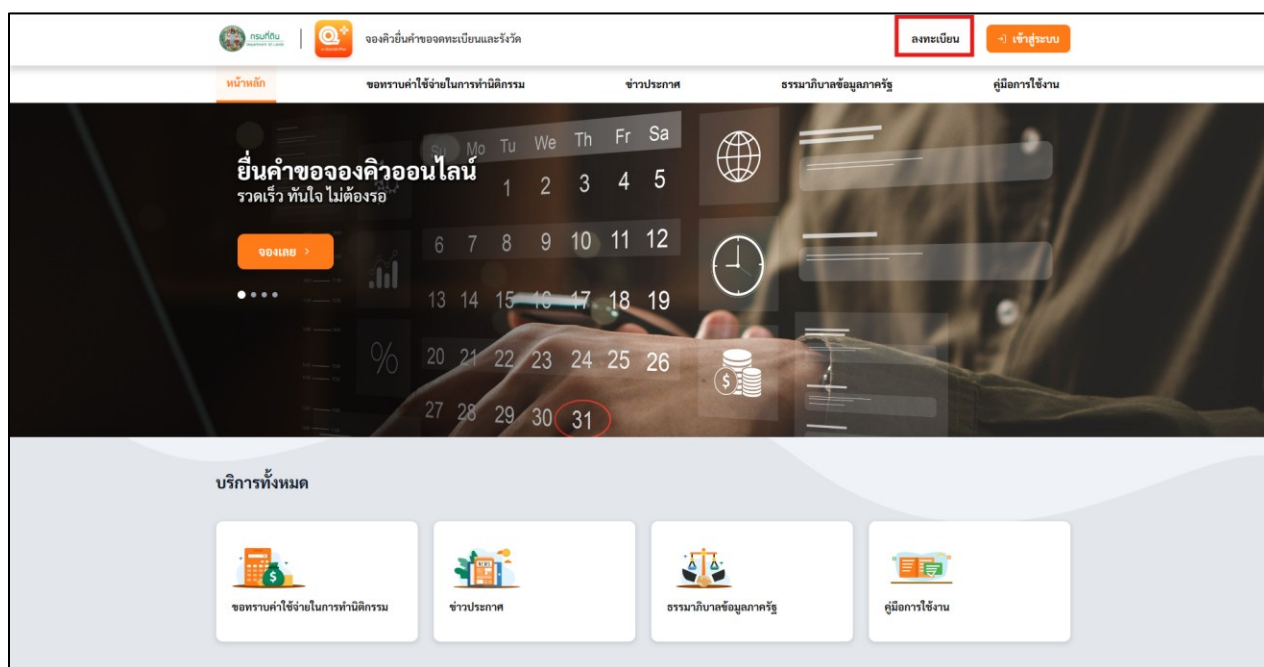 กรมที่ดิน
จองคิวยื่นคำขอจดทะเบียนและรังวัด
ลงทะเบียน
เข้าสู่ระบบ
หน้าหลัก
ขอทราบค่าใช้จ่ายในการทำนิติกรรม
ข่าวประกาศ
ธรรมาภิบาลข้อมูลภาครัฐ
คู่มือการใช้งาน
Su Mo Tu We Th Fr Sa
1 2 3 4 5
6 7 8 9 10 11 12
13 14 15 16 17 18 19
20 21 22 23 24 25 26
27 28 29 30 31
%
$
ยื่นคำขอจองคิวออนไลน์
รวดเร็ว ทันใจ ไม่ต้องรอ
จองเลย >
บริการทั้งหมด
$
ขอทราบค่าใช้จ่ายในการทำนิติกรรม
NEWS
ข่าวประกาศ
ธรรมาภิบาลข้อมูลภาครัฐ
คู่มือการใช้งาน